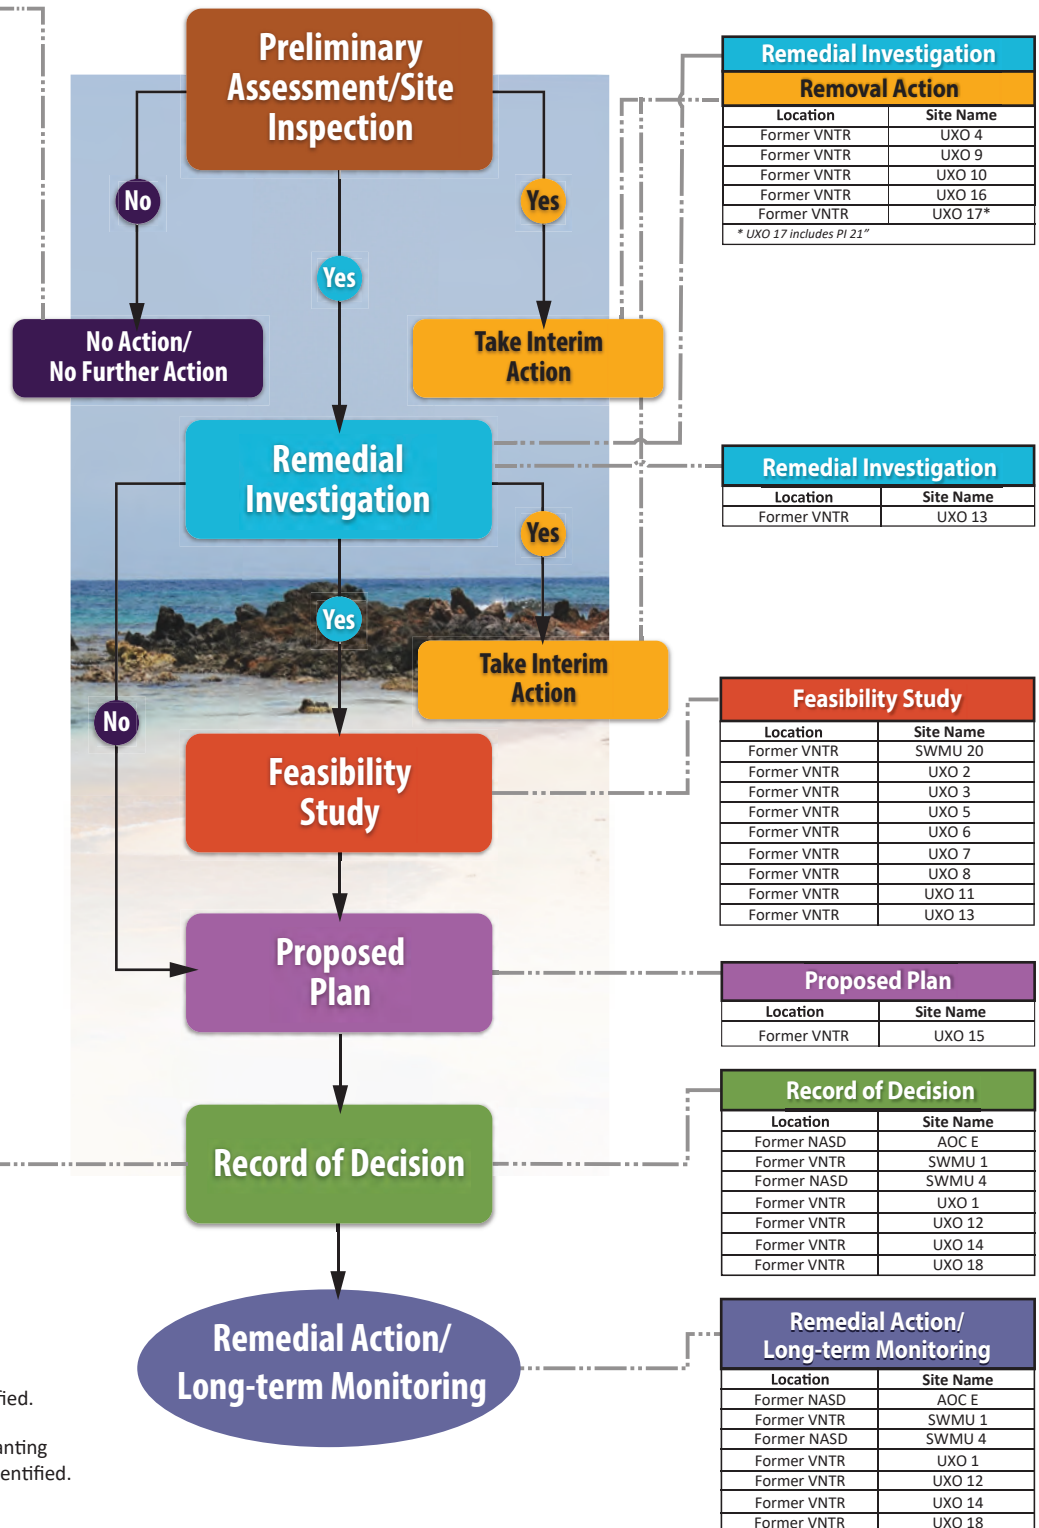 Preliminary
Assessment/Site
Inspection
No
Yes
Yes
No Action/
No Further Action
Take Interim
Action
Remedial
Investigation
Yes
Yes
Take Interim
Action
No
Feasibility
Study
Proposed
Plan
Record of Decision
Remedial Action/
Long-term Monitoring
fied.
anting
entified.
Remedial Investigation
Removal Action
Location Site Name
Former VNTR UXO 4
Former VNTR UXO 9
Former VNTR UXO 10
Former VNTR UXO 16
Former VNTR UXO 17*
* UXO 17 includes PI 21”
Remedial Investigation
Location Site Name
Former VNTR UXO 13
Feasibility Study
Location Site Name
Former VNTR SWMU 20
Former VNTR UXO 2
Former VNTR UXO 3
Former VNTR UXO 5
Former VNTR UXO 6
Former VNTR UXO 7
Former VNTR UXO 8
Former VNTR UXO 11
Former VNTR UXO 13
Proposed Plan
Location Site Name
Former VNTR UXO 15
Record of Decision
Location Site Name
Former NASD AOC E
Former VNTR SWMU 1
Former NASD SWMU 4
Former VNTR UXO 1
Former VNTR UXO 12
Former VNTR UXO 14
Former VNTR UXO 18
Remedial Action/
Long-term Monitoring
Location Site Name
Former NASD AOC E
Former VNTR SWMU 1
Former NASD SWMU 4
Former VNTR UXO 1
Former VNTR UXO 12
Former VNTR UXO 14
Former VNTR UXO 18